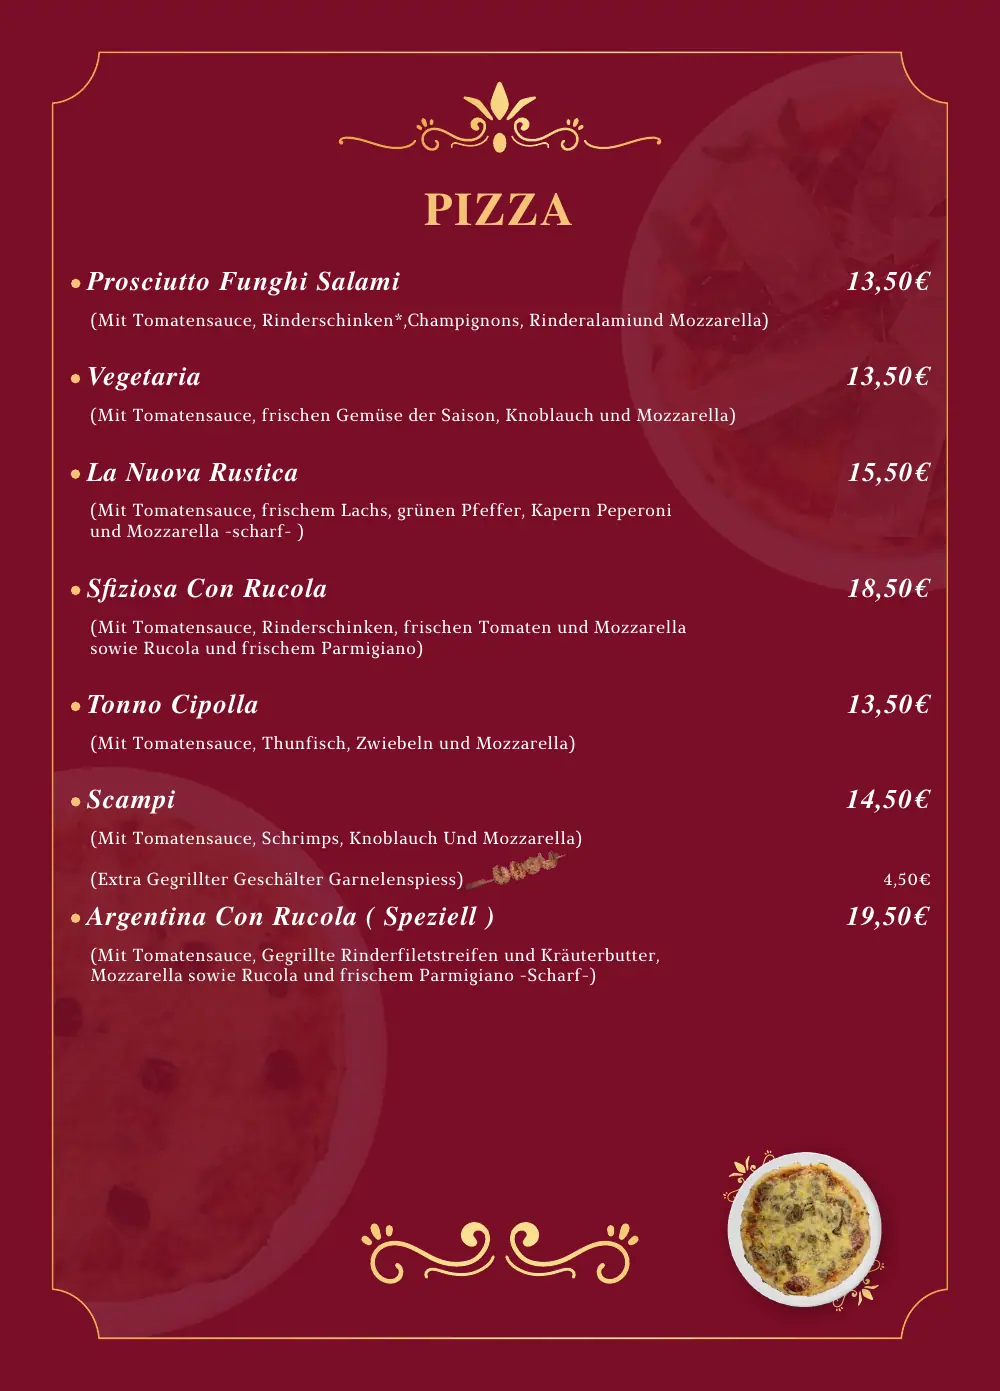 PIZZA
• Prosciutto Funghi Salami 13,50€
(Mit Tomatensauce, Rinderschinken*,Champignons, Rinderalamiund Mozzarella)
• Vegetaria 13,50€
(Mit Tomatensauce, frischen Gemüse der Saison, Knoblauch und Mozzarella)
• La Nuova Rustica 15,50€
(Mit Tomatensauce, frischem Lachs, grünen Pfeffer, Kapern Peperoni
und Mozzarella -scharf- )
• Sfiziosa Con Rucola 18,50€
(Mit Tomatensauce, Rinderschinken, frischen Tomaten und Mozzarella
sowie Rucola und frischem Parmigiano)
• Tonno Cipolla 13,50€
(Mit Tomatensauce, Thunfisch, Zwiebeln und Mozzarella)
• Scampi 14,50€
(Mit Tomatensauce, Schrimps, Knoblauch Und Mozzarella)
(Extra Gegrillter Geschälter Garnelenspiess) 4,50€
• Argentina Con Rucola ( Speziell ) 19,50€
(Mit Tomatensauce, Gegrillte Rinderfiletstreifen und Kräuterbutter,
Mozzarella sowie Rucola und frischem Parmigiano -Scharf-)